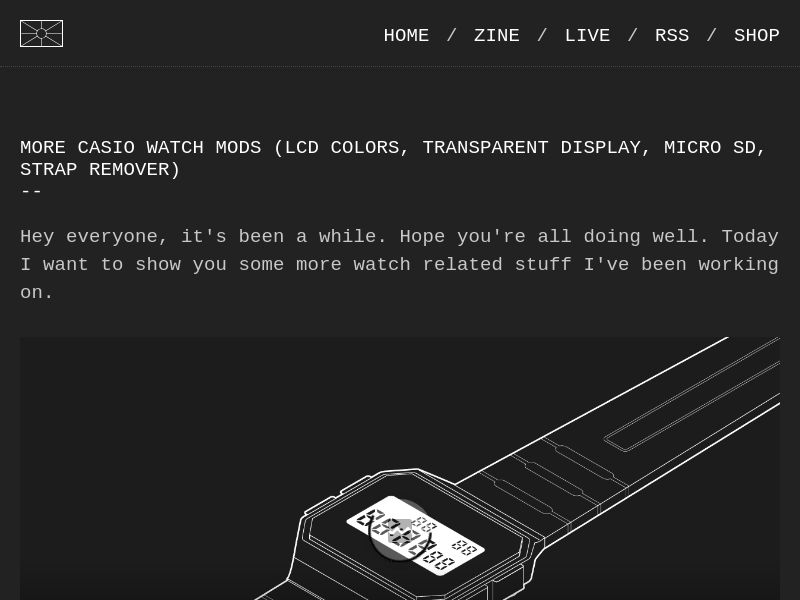 HOME / ZINE / LIVE / RSS / SHOP
MORE CASIO WATCH MODS (LCD COLORS, TRANSPARENT DISPLAY, MICRO SD,
STRAP REMOVER)
--
Hey everyone, it's been a while. Hope you're all doing well. Today
I want to show you some more watch related stuff I've been working
on.